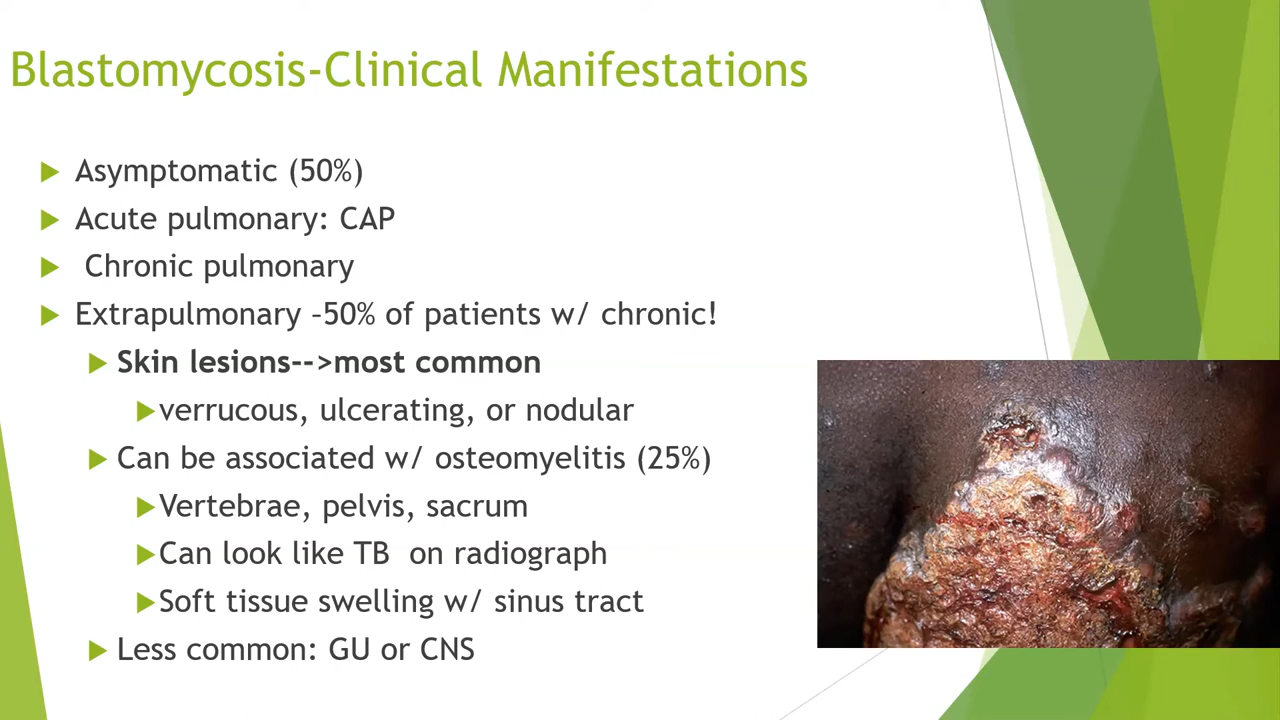 Blastomycosis-Clinical Manifestations
Asymptomatic (50%)
Acute pulmonary: CAP
Chronic pulmonary
Extrapulmonary –50% of patients w/ chronic!
Skin lesions-->most common
verrucous, ulcerating, or nodular
Can be associated w/ osteomyelitis (25%)
Vertebrae, pelvis, sacrum
Can look like TB on radiograph
Soft tissue swelling w/ sinus tract
Less common: GU or CNS